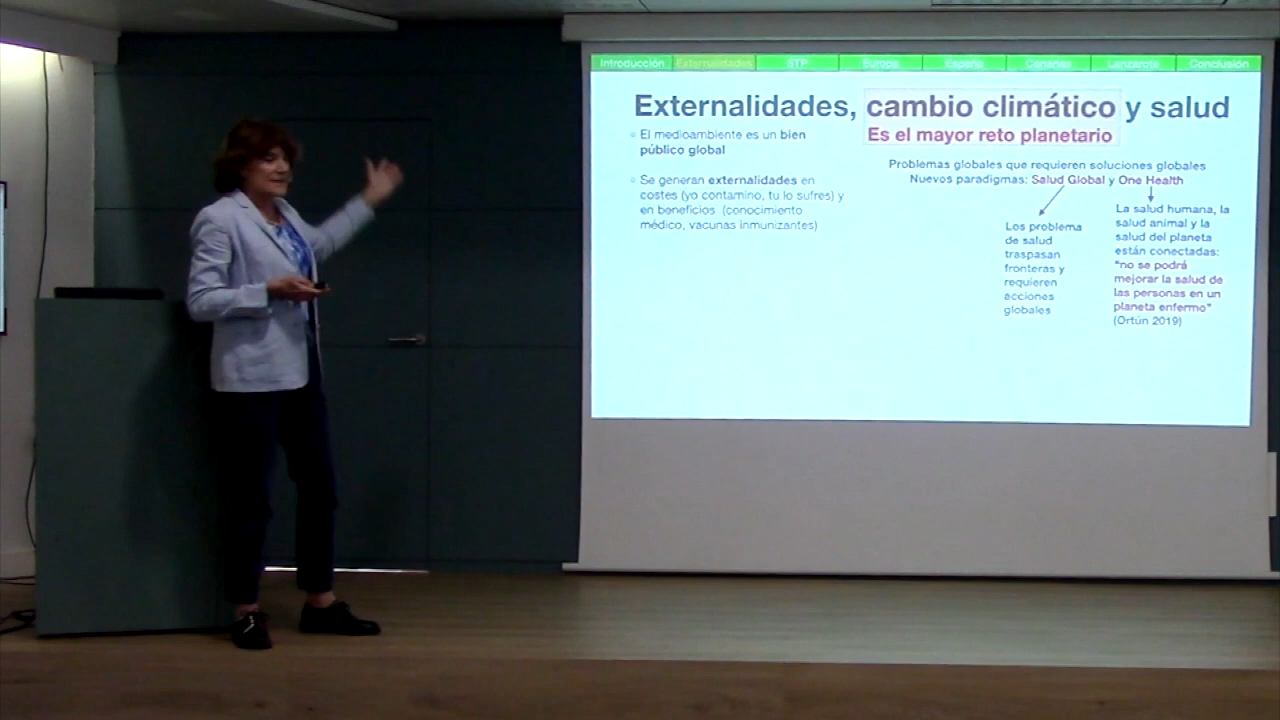 Introducción Externalidades STP Europa España Canarias Lanzarote Conclusión
Externalidades, cambio climático y salud
Es el mayor reto planetario
El medioambiente es un bien
público global
Se generan externalidades en
costes (yo contamino, tu lo sufres) y
en beneficios (conocimiento
médico, vacunas inmunizantes)
Problemas globales que requieren soluciones globales
Nuevos paradigmas: Salud Global y One Health
Los problema
de salud
traspasan
fronteras y
requieren
acciones
globales
La salud humana, la
salud animal y la
salud del planeta
están conectadas:
"no se podrá
mejorar la salud de
las personas en un
planeta enfermo"
(Ortún 2019)